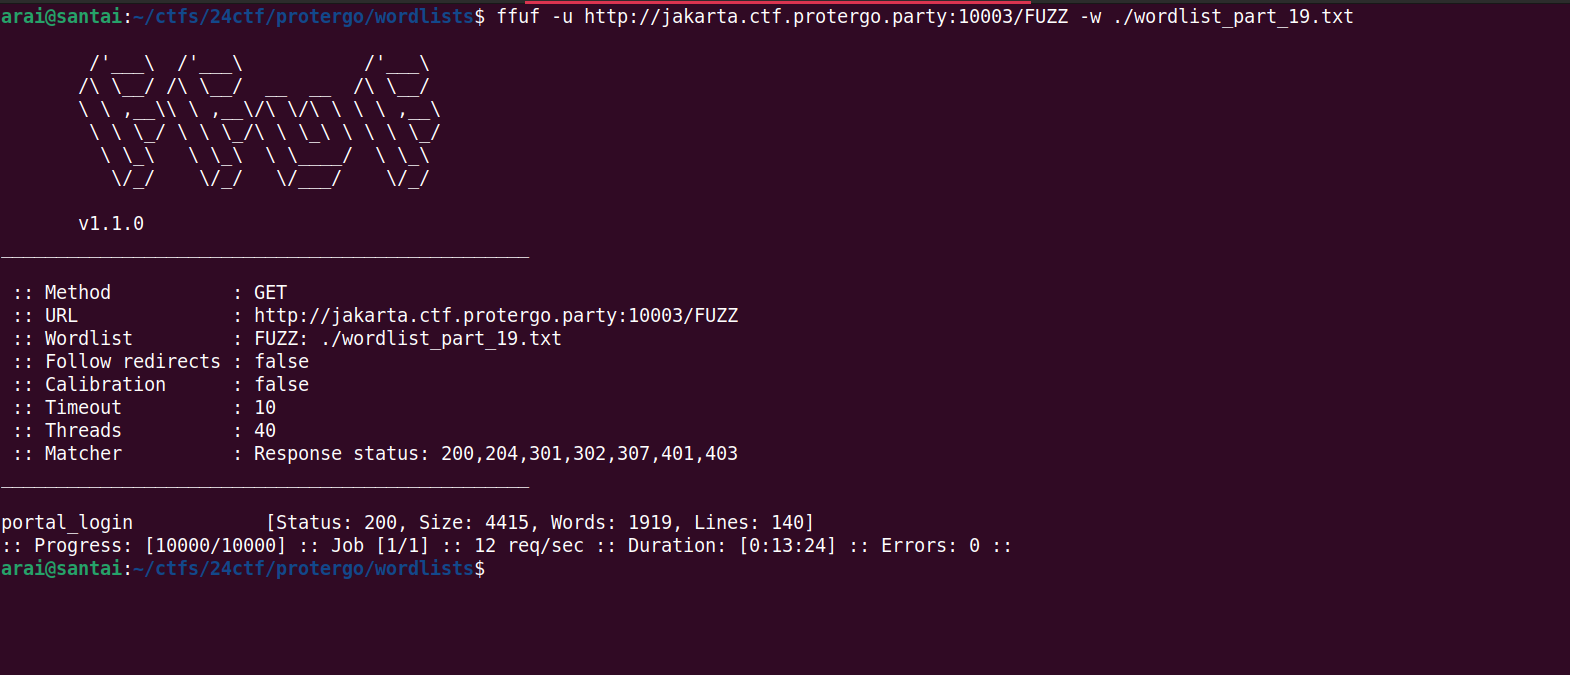 arai@santai:~/ctfs/24ctf/protergo/wordlists$ ffuf -u http://jakarta.ctf.protergo.party:10003/FUZZ -w ./wordlist_part_19.txt

        /'___\  /'___\           /'___\
       /\ \__/ /\ \__/  __  __  /\ \__/
       \ \ ,__\\ \ ,__\/\ \/\ \ \ \ ,__\
        \ \ \_/ \ \ \_/\ \ \_\ \ \ \ \_/
         \ \_\   \ \_\  \ \____/  \ \_\
          \/_/    \/_/   \/___/    \/_/

       v1.1.0
________________________________________________

 :: Method           : GET
 :: URL              : http://jakarta.ctf.protergo.party:10003/FUZZ
 :: Wordlist         : FUZZ: ./wordlist_part_19.txt
 :: Follow redirects : false
 :: Calibration      : false
 :: Timeout          : 10
 :: Threads          : 40
 :: Matcher          : Response status: 200,204,301,302,307,401,403
________________________________________________

portal_login            [Status: 200, Size: 4415, Words: 1919, Lines: 140]
:: Progress: [10000/10000] :: Job [1/1] :: 12 req/sec :: Duration: [0:13:24] :: Errors: 0 ::
arai@santai:~/ctfs/24ctf/protergo/wordlists$